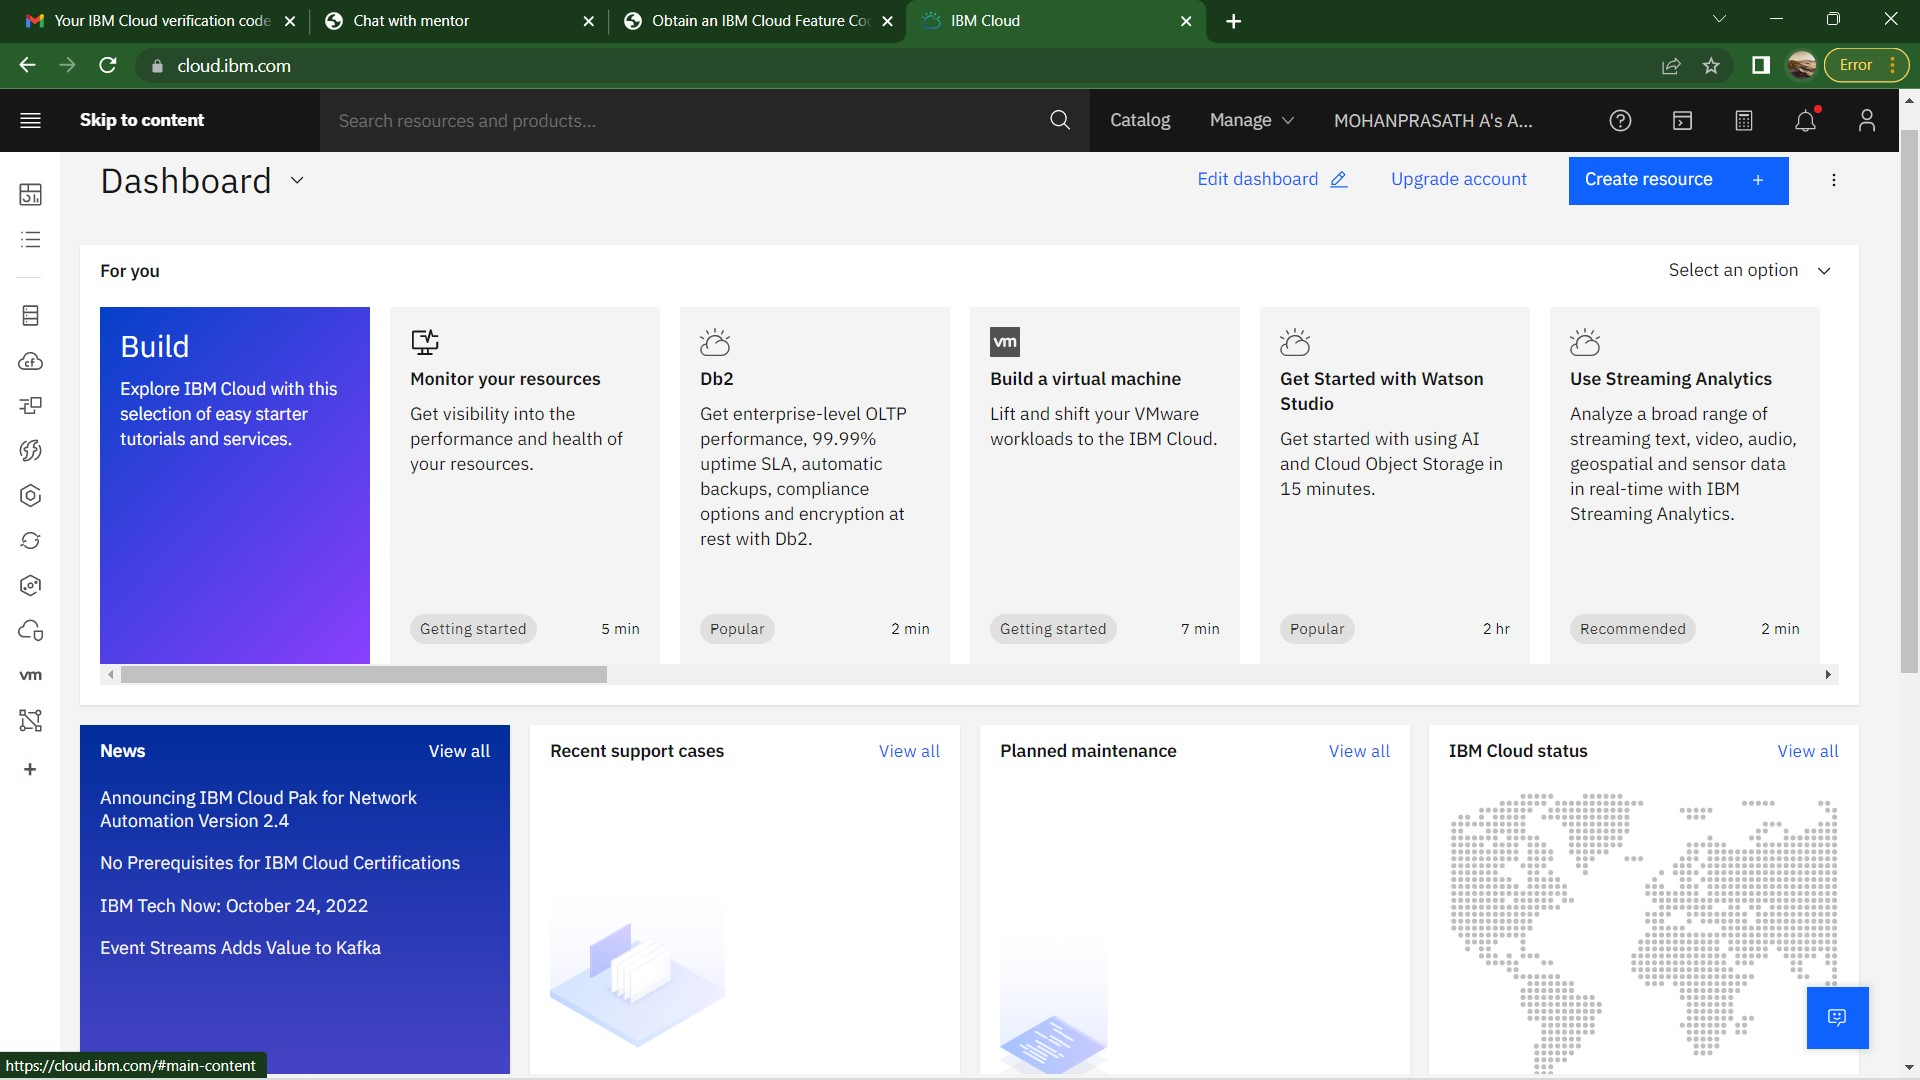 Your IBM Cloud verification code
Chat with mentor
Obtain an IBM Cloud Feature Co
IBM Cloud
cloud.ibm.com
Error
Skip to content
Search resources and products...
Catalog
Manage
MOHANPRASATH A's A...
Dashboard
Edit dashboard
Upgrade account
Create resource +
For you
Select an option
Build
Explore IBM Cloud with this
selection of easy starter
tutorials and services.
Monitor your resources
Get visibility into the
performance and health of
your resources.
Getting started
5 min
Db2
Get enterprise-level OLTP
performance, 99.99%
uptime SLA, automatic
backups, compliance
options and encryption at
rest with Db2.
Popular
2 min
vm
Build a virtual machine
Lift and shift your VMware
workloads to the IBM Cloud.
Getting started
7 min
Get Started with Watson
Studio
Get started with using AI
and Cloud Object Storage in
15 minutes.
Popular
2 hr
Use Streaming Analytics
Analyze a broad range of
streaming text, video, audio,
geospatial and sensor data
in real-time with IBM
Streaming Analytics.
Recommended
2 min
cf
vm
News
View all
Announcing IBM Cloud Pak for Network
Automation Version 2.4
No Prerequisites for IBM Cloud Certifications
IBM Tech Now: October 24, 2022
Event Streams Adds Value to Kafka
Recent support cases
View all
Planned maintenance
View all
IBM Cloud status
View all
https://cloud.ibm.com/#main-content